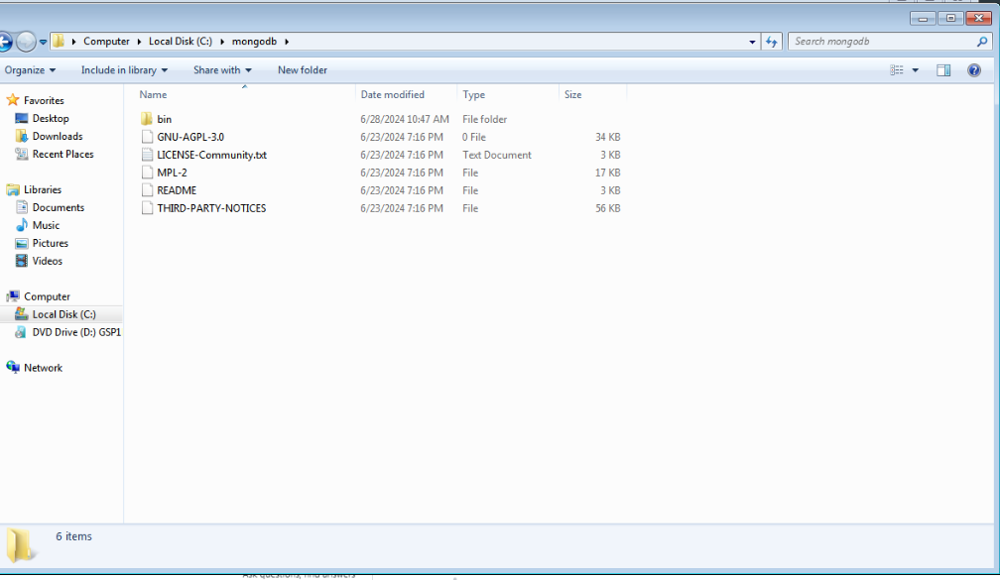 Computer Local Disk (C:) mongodb Search mongodb
Organize Include in library Share with New folder
Name Date modified Type Size
Favorites
Desktop
Downloads
Recent Places
Libraries
Documents
Music
Pictures
Videos
Computer
Local Disk (C:)
DVD Drive (D:) GSP1
Network
bin 6/28/2024 10:47 AM File folder
GNU-AGPL-3.0 6/23/2024 7:16 PM 0 File 34 KB
LICENSE-Community.txt 6/23/2024 7:16 PM Text Document 3 KB
MPL-2 6/23/2024 7:16 PM File 17 KB
README 6/23/2024 7:16 PM File 3 KB
THIRD-PARTY-NOTICES 6/23/2024 7:16 PM File 56 KB
6 items
Ask questions, find answers